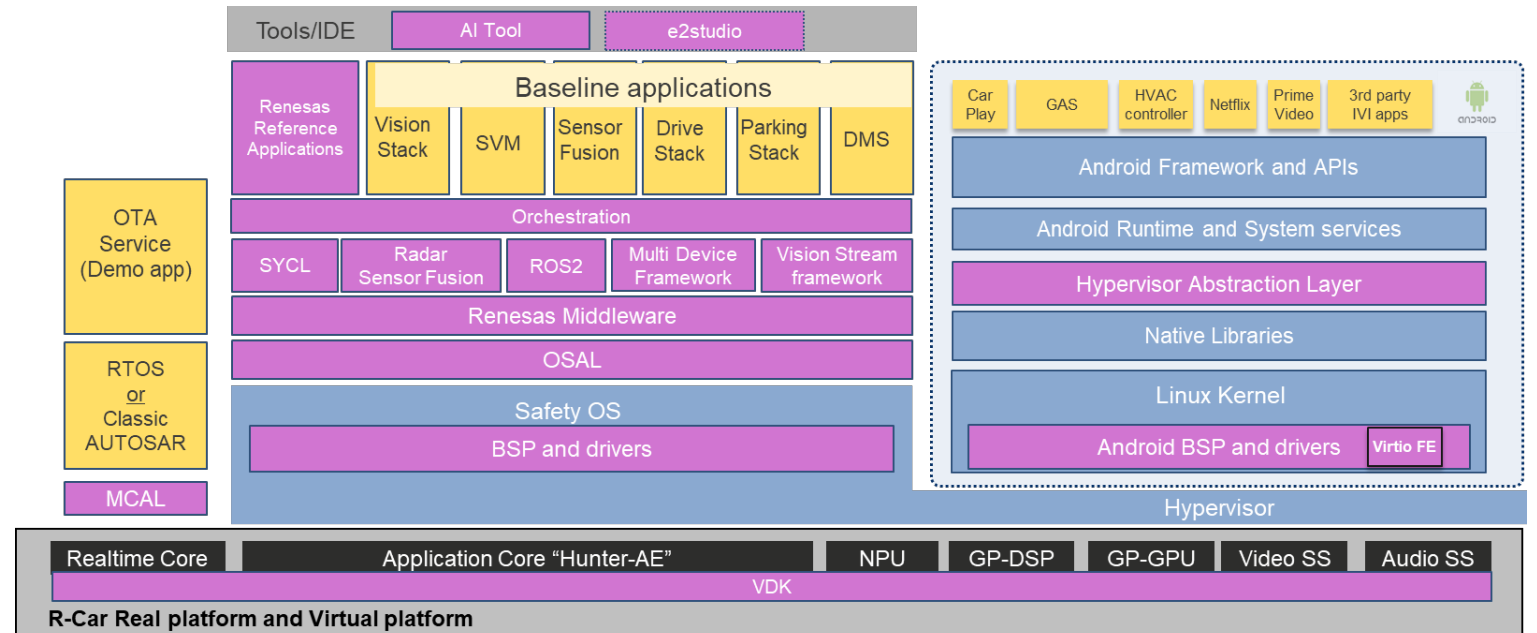 Tools/IDE
AI Tool
e2studio
Renesas
Reference
Applications
Baseline applications
Vision
Stack
SVM
Sensor
Fusion
Drive
Stack
Parking
Stack
DMS
Orchestration
SYCL
Radar
Sensor Fusion
ROS2
Multi Device
Framework
Vision Stream
framework
Renesas Middleware
OSAL
Safety OS
BSP and drivers
OTA
Service
(Demo app)
RTOS
or
Classic
AUTOSAR
MCAL
Car
Play
GAS
HVAC
controller
Netflix
Prime
Video
3rd party
IVI apps
android
Android Framework and APIs
Android Runtime and System services
Hypervisor Abstraction Layer
Native Libraries
Linux Kernel
Android BSP and drivers
Virtio FE
Hypervisor
Realtime Core
Application Core “Hunter-AE”
NPU
GP-DSP
GP-GPU
Video SS
Audio SS
VDK
R-Car Real platform and Virtual platform